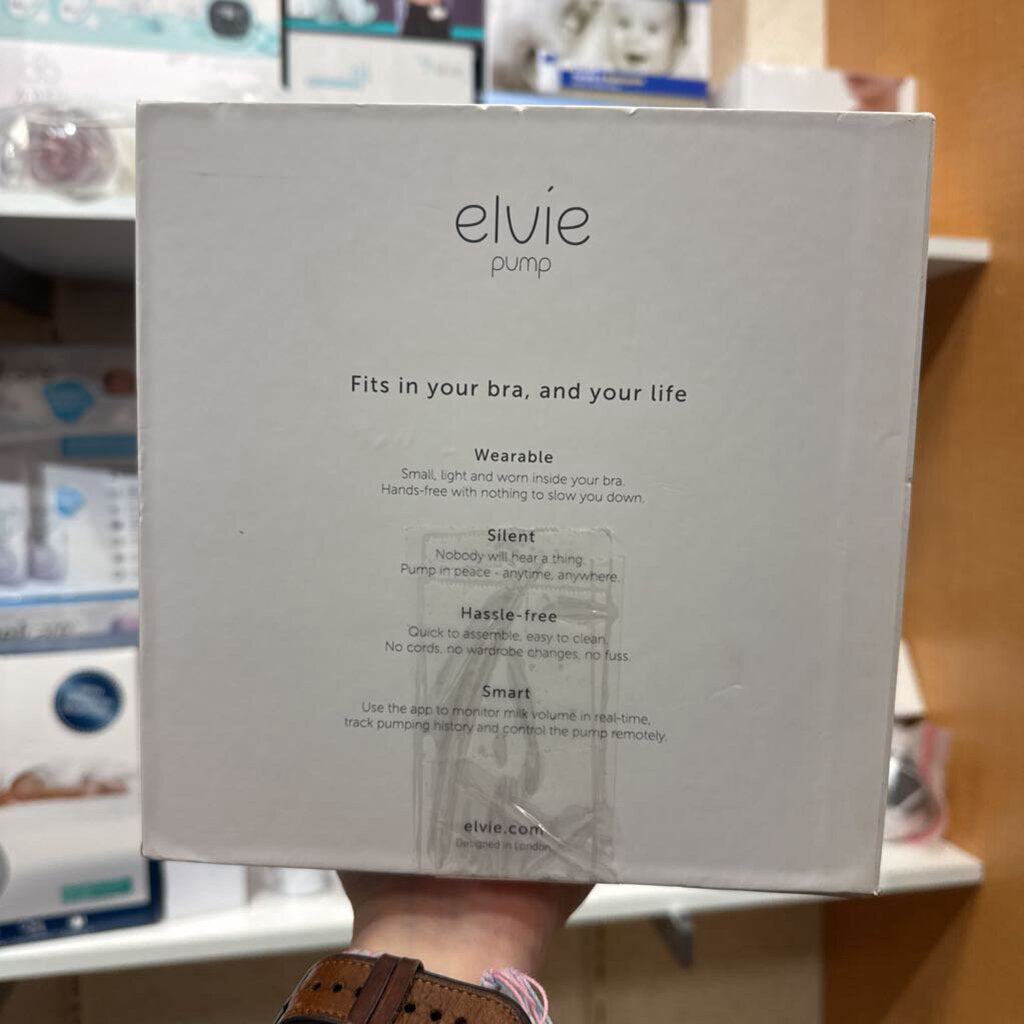 elvie
pump
Fits in your bra, and your life
Wearable
Small, light and worn inside your bra.
Hands-free with nothing to slow you down.
Silent
Nobody will hear a thing.
Pump in peace - anytime, anywhere.
Hassle-free
Quick to assemble, easy to clean.
No cords, no wardrobe changes, no fuss.
Smart
Use the app to monitor milk volume in real-time,
track pumping history and control the pump remotely.
elvie.com
Designed in London